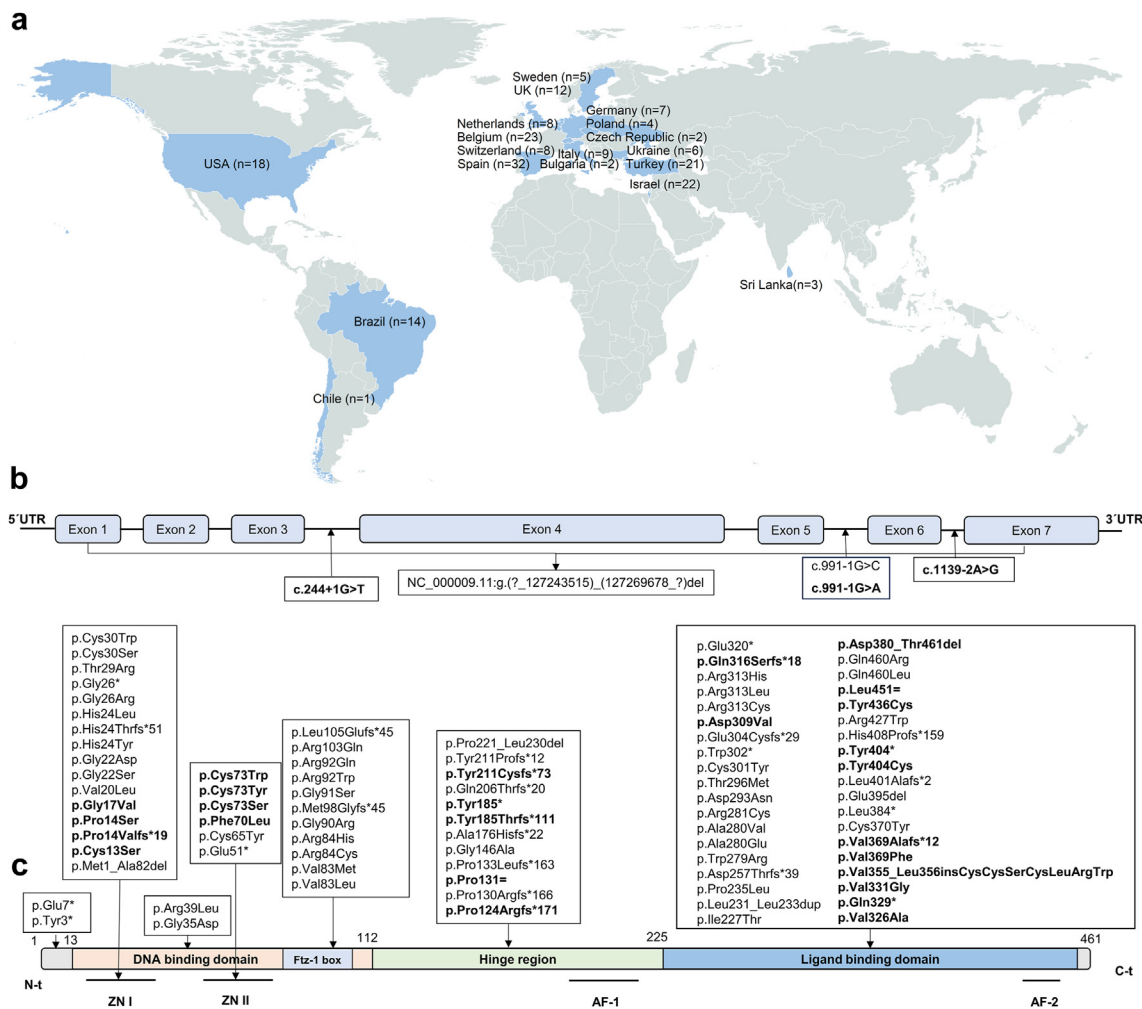 a
Sweden (n=5)
UK (n=12)
Germany (n=7)
Netherlands (n=8)
Poland (n=4)
Belgium (n=23)
Czech Republic (n=2)
Switzerland (n=8)
Italy (n=9)
Ukraine (n=6)
Spain (n=32)
Bulgaria (n=2)
Turkey (n=21)
USA (n=18)
Israel (n=22)
Sri Lanka(n=3)
Brazil (n=14)
Chile (n=1)
b
5´UTR
Exon 1
Exon 2
Exon 3
Exon 4
Exon 5
Exon 6
Exon 7
3´UTR
c.244+1G>T
NC_000009.11:g.(?_127243515)_(127269678_?)del
c.991-1G>C
c.991-1G>A
c.1139-2A>G
c
p.Glu7*
p.Tyr3*
p.Cys30Trp
p.Cys30Ser
p.Thr29Arg
p.Gly26*
p.Gly26Arg
p.His24Leu
p.His24Thrfs*51
p.His24Tyr
p.Gly22Asp
p.Gly22Ser
p.Val20Leu
p.Gly17Val
p.Pro14Ser
p.Pro14Valfs*19
p.Cys13Ser
p.Met1_Ala82del
p.Arg39Leu
p.Gly35Asp
p.Cys73Trp
p.Cys73Tyr
p.Cys73Ser
p.Phe70Leu
p.Cys65Tyr
p.Glu51*
p.Leu105Glufs*45
p.Arg103Gln
p.Arg92Gln
p.Arg92Trp
p.Gly91Ser
p.Met98Glyfs*45
p.Gly90Arg
p.Arg84His
p.Arg84Cys
p.Val83Met
p.Val83Leu
p.Pro221_Leu230del
p.Tyr211Profs*12
p.Tyr211Cysfs*73
p.Gln206Thrfs*20
p.Tyr185*
p.Tyr185Thrfs*111
p.Ala176Hisfs*22
p.Gly146Ala
p.Pro133Leufs*163
p.Pro131=
p.Pro130Argfs*166
p.Pro124Argfs*171
p.Glu320*
p.Gln316Serfs*18
p.Arg313His
p.Arg313Leu
p.Arg313Cys
p.Asp309Val
p.Glu304Cysfs*29
p.Trp302*
p.Cys301Tyr
p.Thr296Met
p.Asp293Asn
p.Arg281Cys
p.Ala280Val
p.Ala280Glu
p.Trp279Arg
p.Asp257Thrfs*39
p.Pro235Leu
p.Leu231_Leu233dup
p.Ile227Thr
p.Asp380_Thr461del
p.Gln460Arg
p.Gln460Leu
p.Leu451=
p.Tyr436Cys
p.Arg427Trp
p.His408Profs*159
p.Tyr404*
p.Tyr404Cys
p.Leu401Alafs*2
p.Glu395del
p.Leu384*
p.Cys370Tyr
p.Val369Alafs*12
p.Val369Phe
p.Val355_Leu356insCysCysSerCysLeuArgTrp
p.Val331Gly
p.Gln329*
p.Val326Ala
1
13
112
225
461
DNA binding domain
Ftz-1 box
Hinge region
Ligand binding domain
N-t
C-t
ZN I
ZN II
AF-1
AF-2